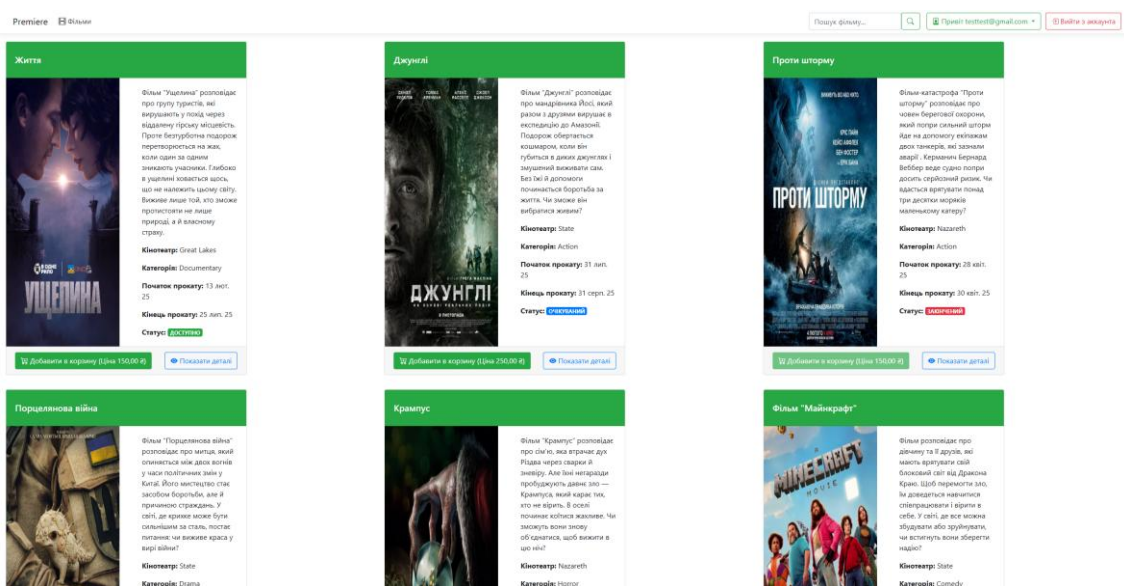 Premiere Фільми
Пошук фільму...
Привіт testtest@gmail.com
Вийти з аккаунта
Життя
Фільм "Ущелина" розповідає
про групу туристів, які
вирушають у похід через
віддалену гірську місцевість.
Проте безтурботна подорож
перетворюється на жах,
коли один за одним
зникають учасники. Глибоко
в ущелині ховається щось,
що не належить цьому світу.
Виживе лише той, хто зможе
протистояти не лише
природі, а й власному
страху.
Кінотеатр: Great Lakes
Категорія: Documentary
Початок прокату: 13 лют.
25
Кінець прокату: 25 лип. 25
Статус: ДОСТУПНО
УЩЕЛИНА
Добавити в корзину (Ціна 150,00 ₴)
Показати деталі
Джунглі
Фільм "Джунглі" розповідає
про мандрівника Йосі, який
разом з друзями вирушає в
експедицію до Амазонії.
Подорож обертається
кошмаром, коли він
губиться в диких джунглях і
змушений виживати сам.
Без їжі й допомоги
починається боротьба за
життя. Чи зможе він
вибратися живим?
Кінотеатр: State
Категорія: Action
Початок прокату: 31 лип.
25
Кінець прокату: 31 серп. 25
Статус: ОЧІКУВАНИЙ
ДЖУНГЛІ
Добавити в корзину (Ціна 250,00 ₴)
Показати деталі
Проти шторму
Фільм-катастрофа "Проти
шторму" розповідає про
човен берегової охорони,
який попри сильний шторм
йде на допомогу екіпажам
двох танкерів, які зазнали
аварії . Керманич Бернард
Веббер веде судно попри
досить серйозний ризик. Чи
вдасться врятувати понад
три десятки моряків
маленькому катеру?
Кінотеатр: Nazareth
Категорія: Action
Початок прокату: 28 квіт.
25
Кінець прокату: 30 квіт. 25
Статус: ЗАКІНЧЕНИЙ
КРІС ПАЙН
КЕЙСІ АФФЛЕК
БЕН ФОСТЕР
ЕРІК БАНА
ПРОТИ ШТОРМУ
Добавити в корзину (Ціна 150,00 ₴)
Показати деталі
Порцелянова війна
Фільм "Порцелянова війна"
розповідає про митця, який
опиняється між двох вогнів
у часи політичних змін у
Китаї. Його мистецтво стає
засобом боротьби, але й
причиною страждань. У
світі, де крихке може бути
сильнішим за сталь, постає
питання: чи виживе краса у
вирі війни?
Кінотеатр: State
Категорія: Drama
Крампус
Фільм "Крампус" розповідає
про сім'ю, яка втрачає дух
Різдва через сварки й
зневіру. Але їхні негаразди
пробуджують давнє зло —
Крампуса, який карає тих,
хто не вірить. В оселі
починає коїтися жахливе. Чи
зможуть вони знову
об'єднатися, щоб вижити в
цю ніч?
Кінотеатр: Nazareth
Категорія: Horror
Фільм "Майнкрафт"
Фільм розповідає про
дівчину та її друзів, які
мають врятувати свій
блоковий світ від Дракона
Краю. Щоб перемогти зло,
їм доведеться навчитися
співпрацювати і вірити в
себе. У світі, де все можна
збудувати або зруйнувати,
чи встигнуть вони зберегти
надію?
Кінотеатр: State
Категорія: Comedy
MINECRAFT
MOVIE